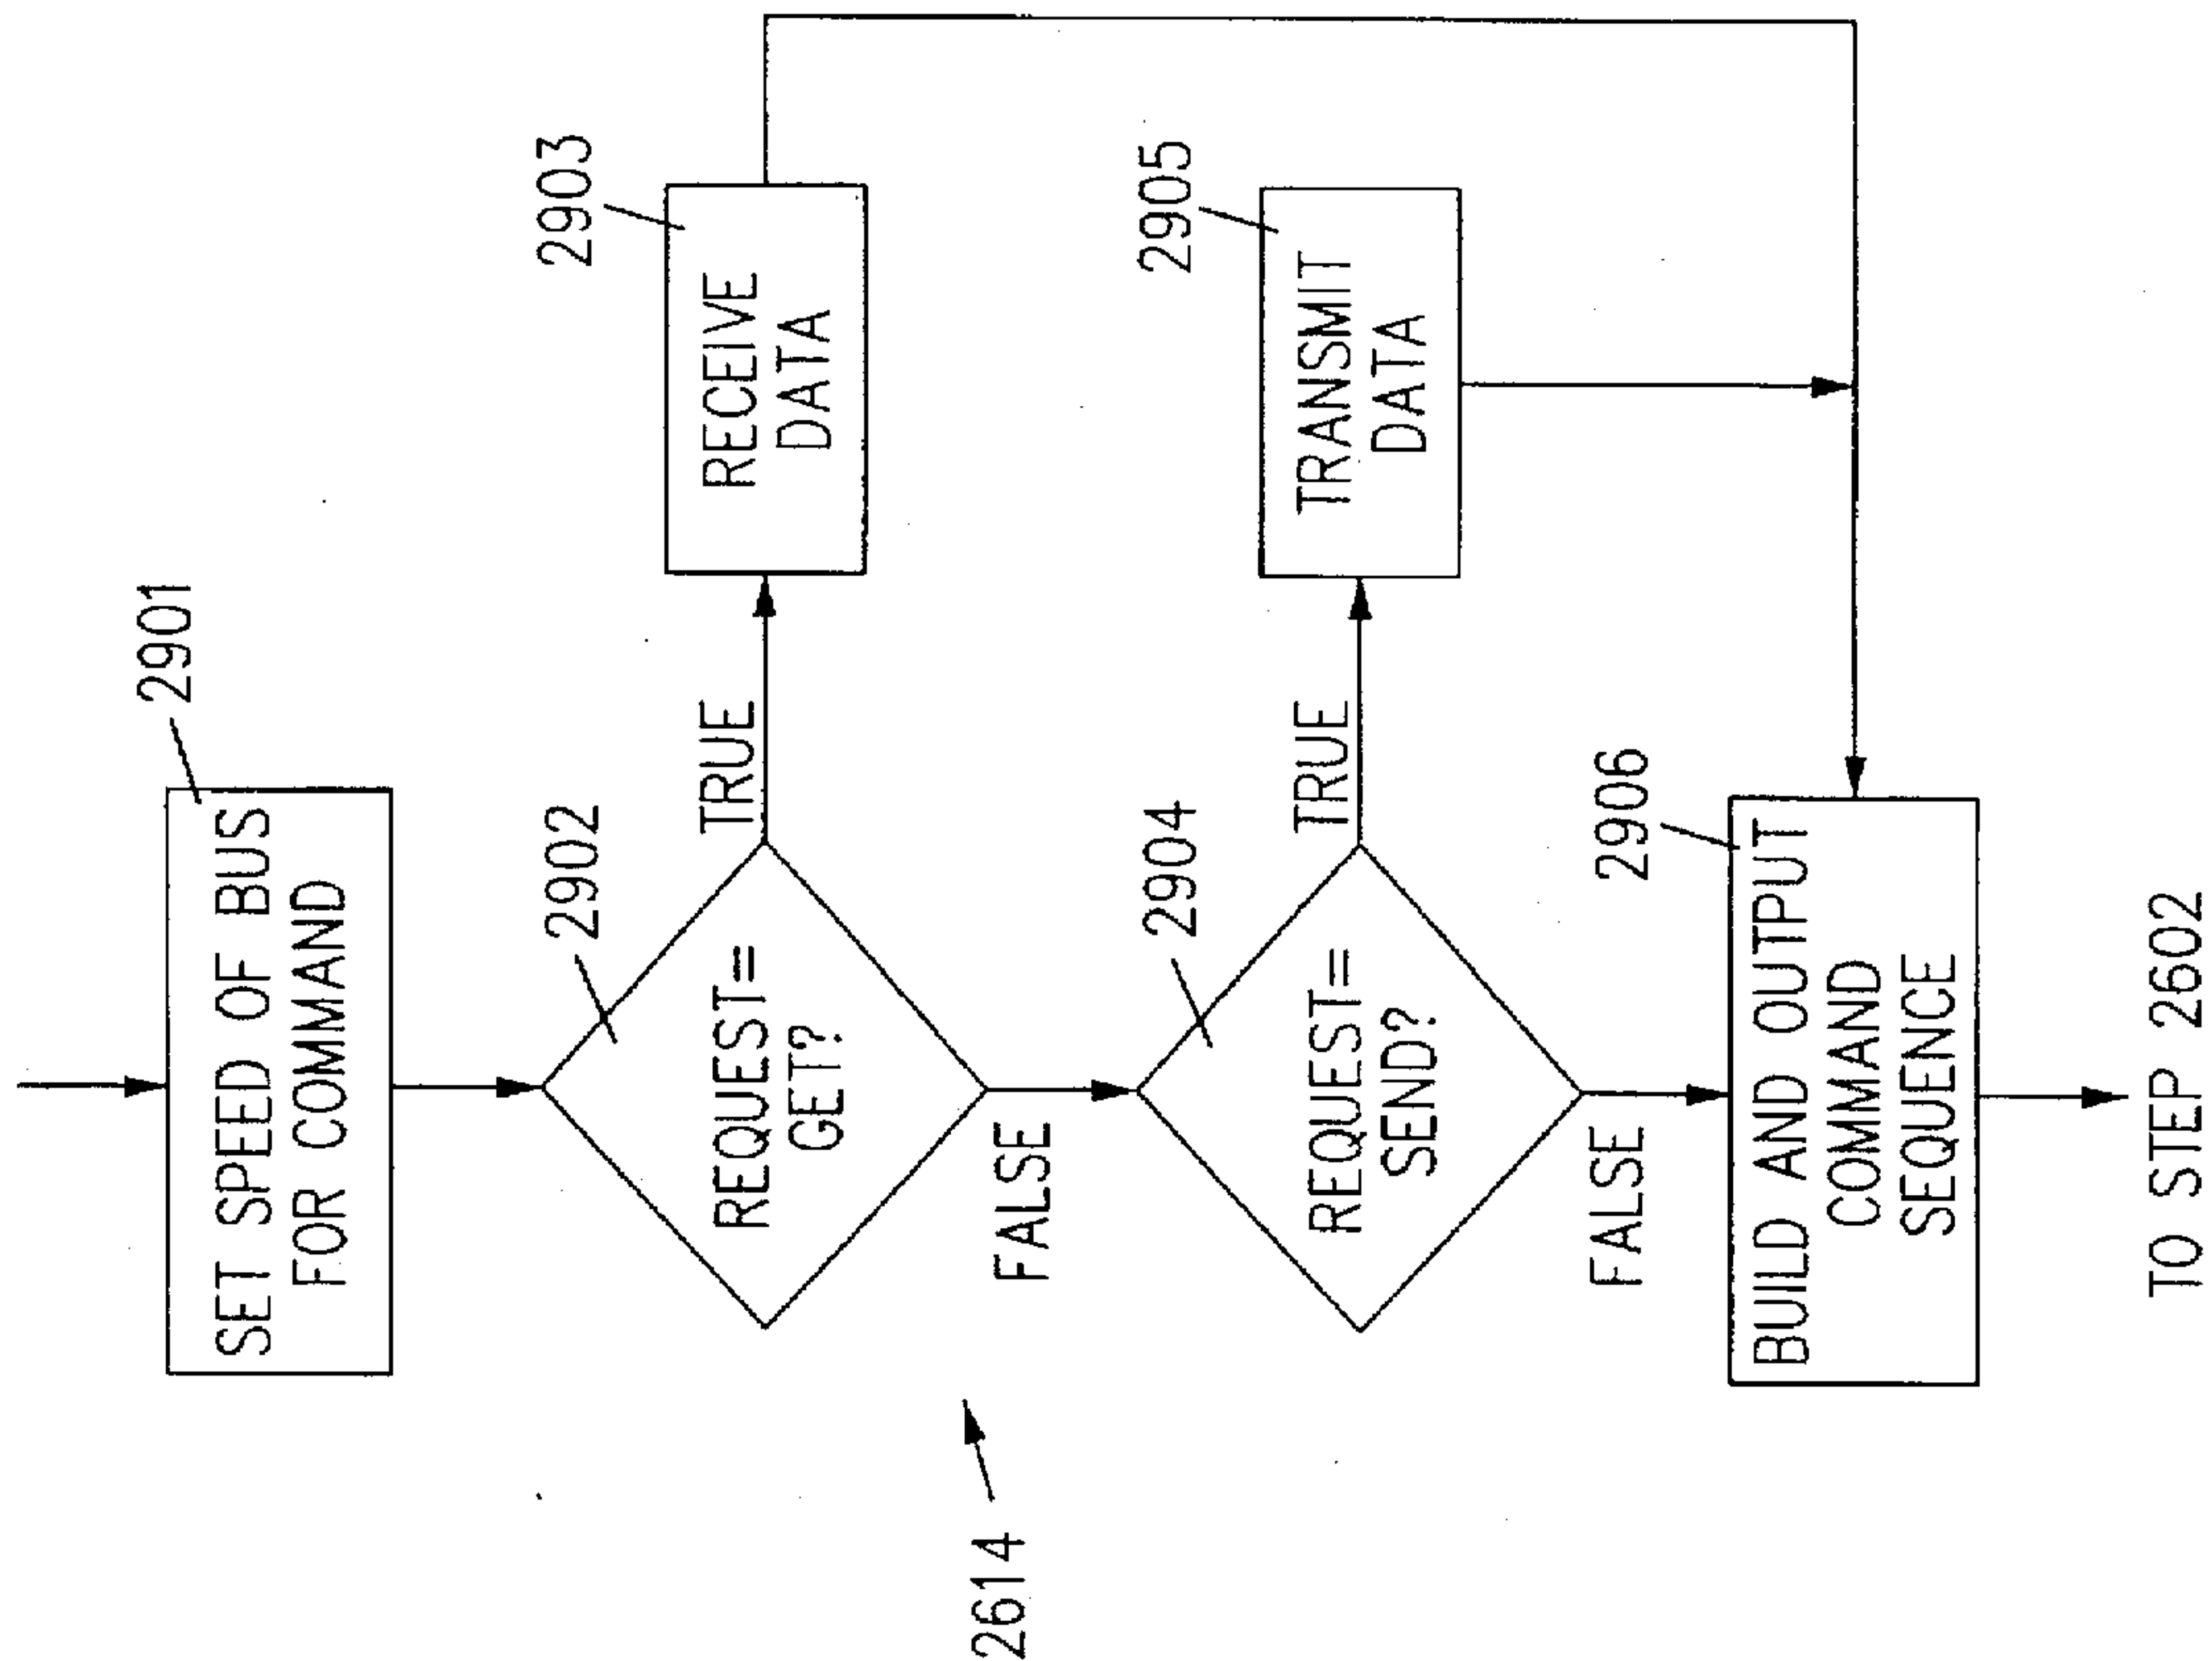 2901
SET SPEED OF BUS
FOR COMMAND
2902
REQUEST=
GET?
TRUE
2903
RECEIVE
DATA
FALSE
2614
2904
REQUEST=
SEND?
TRUE
2905
TRANSMIT
DATA
FALSE
2906
BUILD AND OUTPUT
COMMAND
SEQUENCE
TO STEP 2602